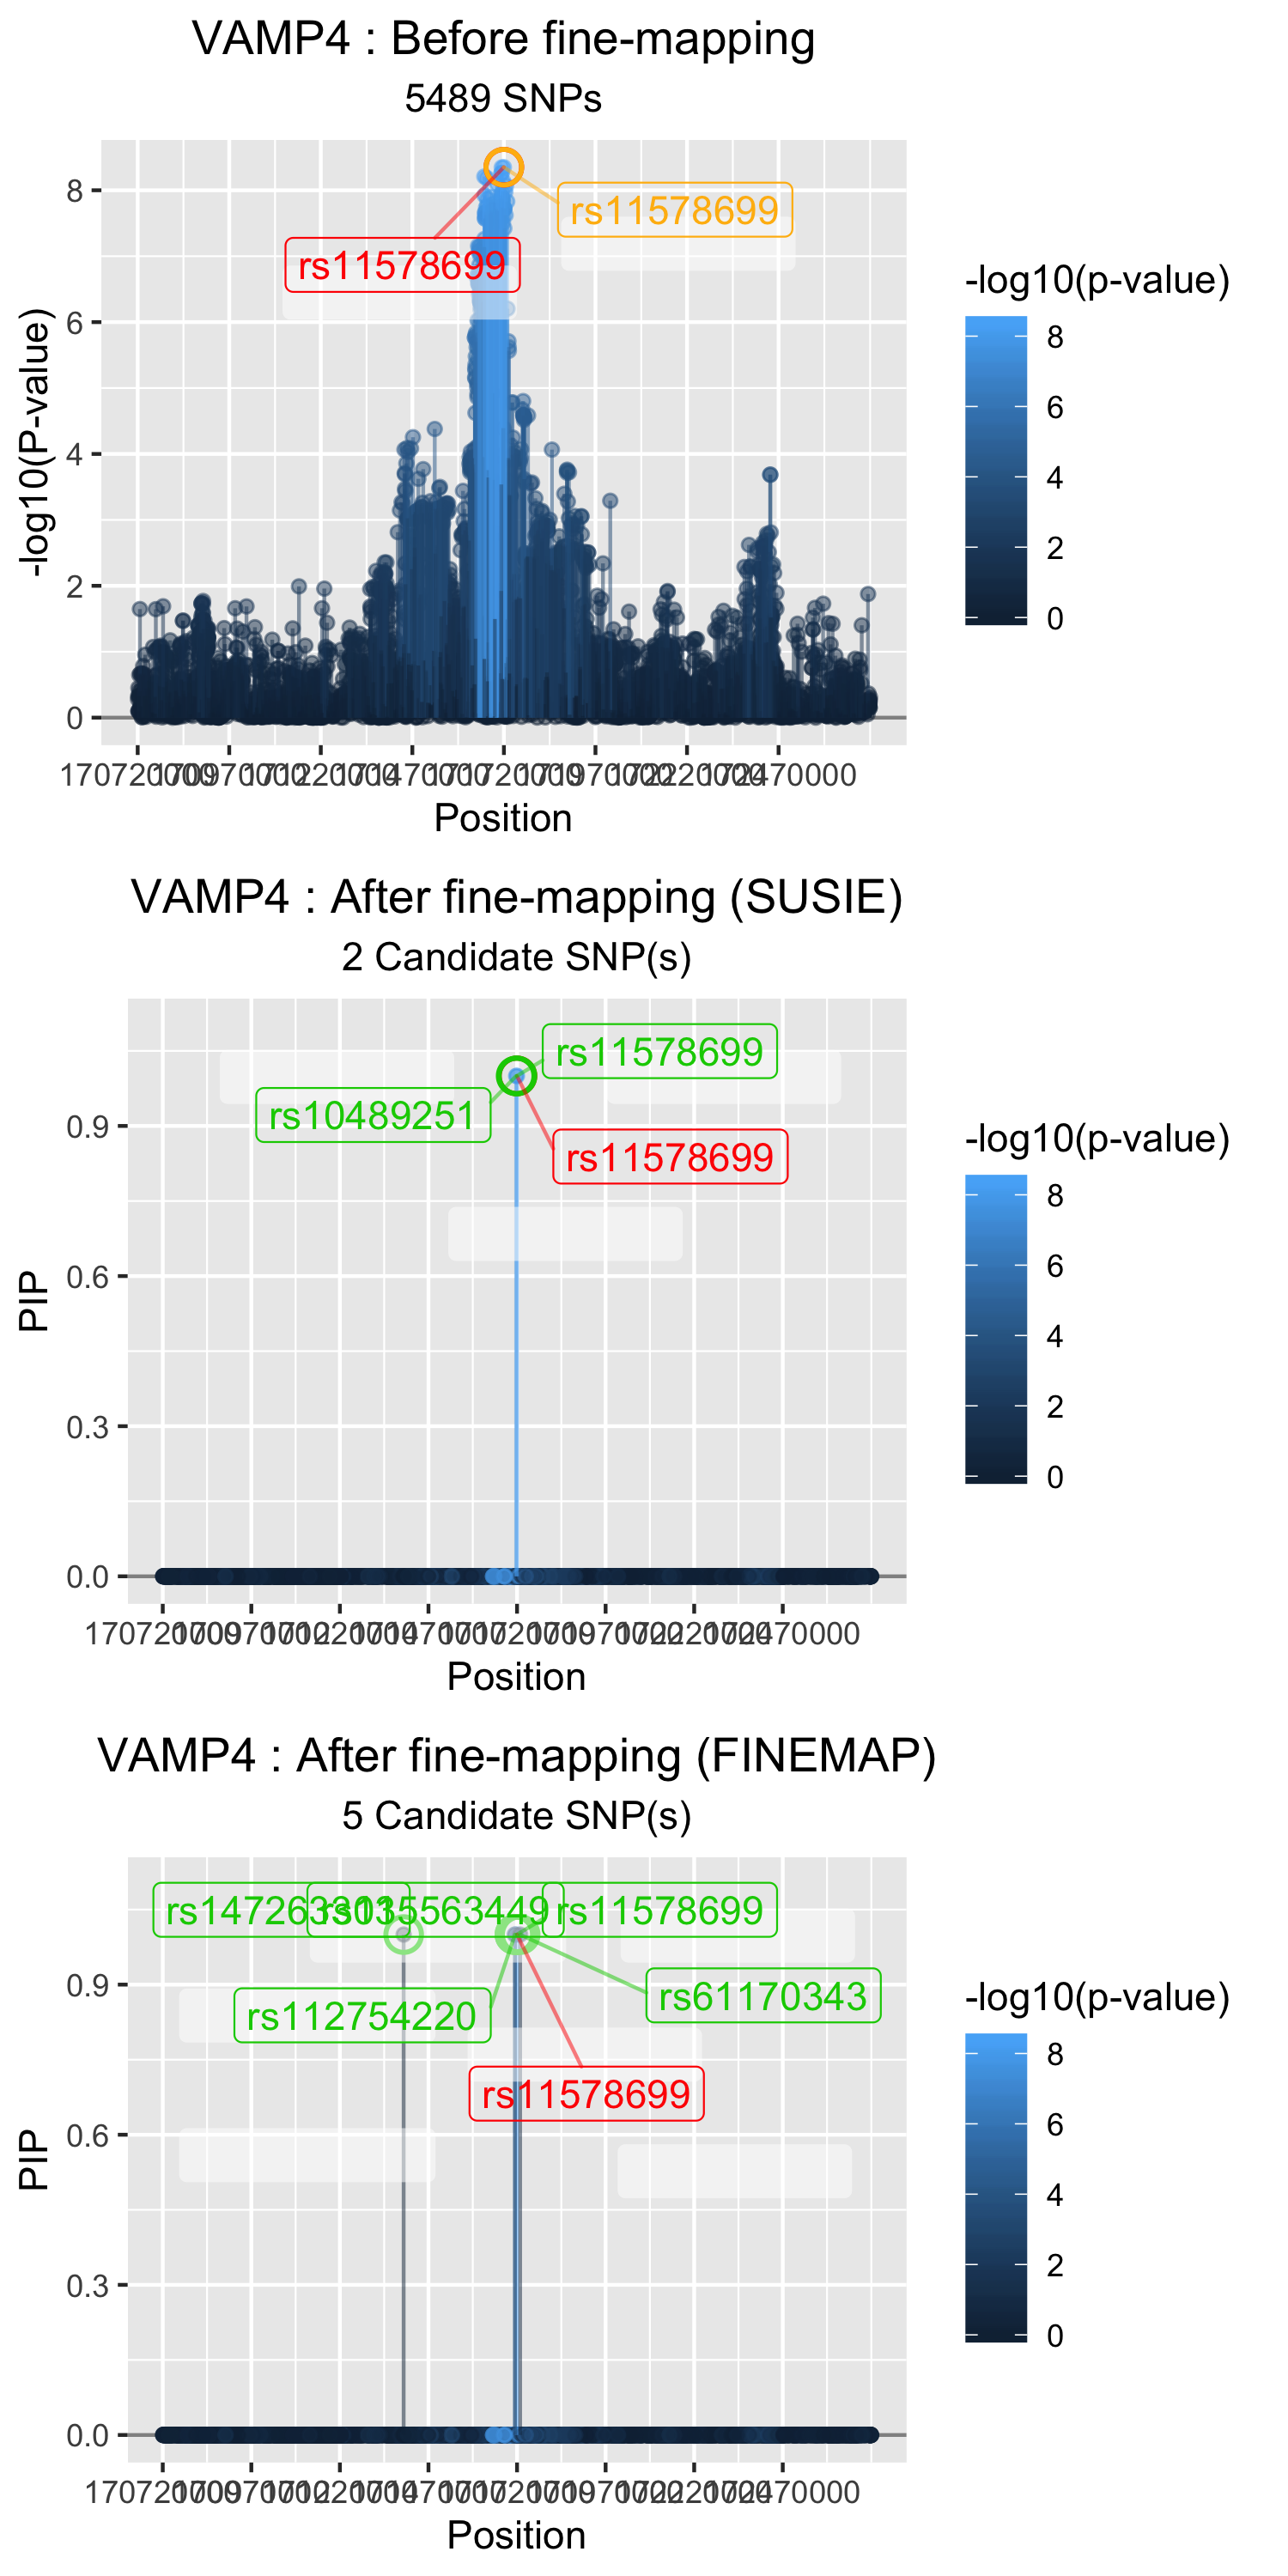 VAMP4 : Before fine-mapping
5489 SNPs
rs11578699
rs11578699
-log10(P-value)
8
6
4
2
0
Position
-log10(p-value)
8
6
4
2
0
VAMP4 : After fine-mapping (SUSIE)
2 Candidate SNP(s)
rs11578699
rs10489251
rs11578699
PIP
0.9
0.6
0.3
0.0
Position
-log10(p-value)
8
6
4
2
0
VAMP4 : After fine-mapping (FINEMAP)
5 Candidate SNP(s)
rs11578699
rs61170343
rs112754220
rs11578699
PIP
0.9
0.6
0.3
0.0
Position
-log10(p-value)
8
6
4
2
0